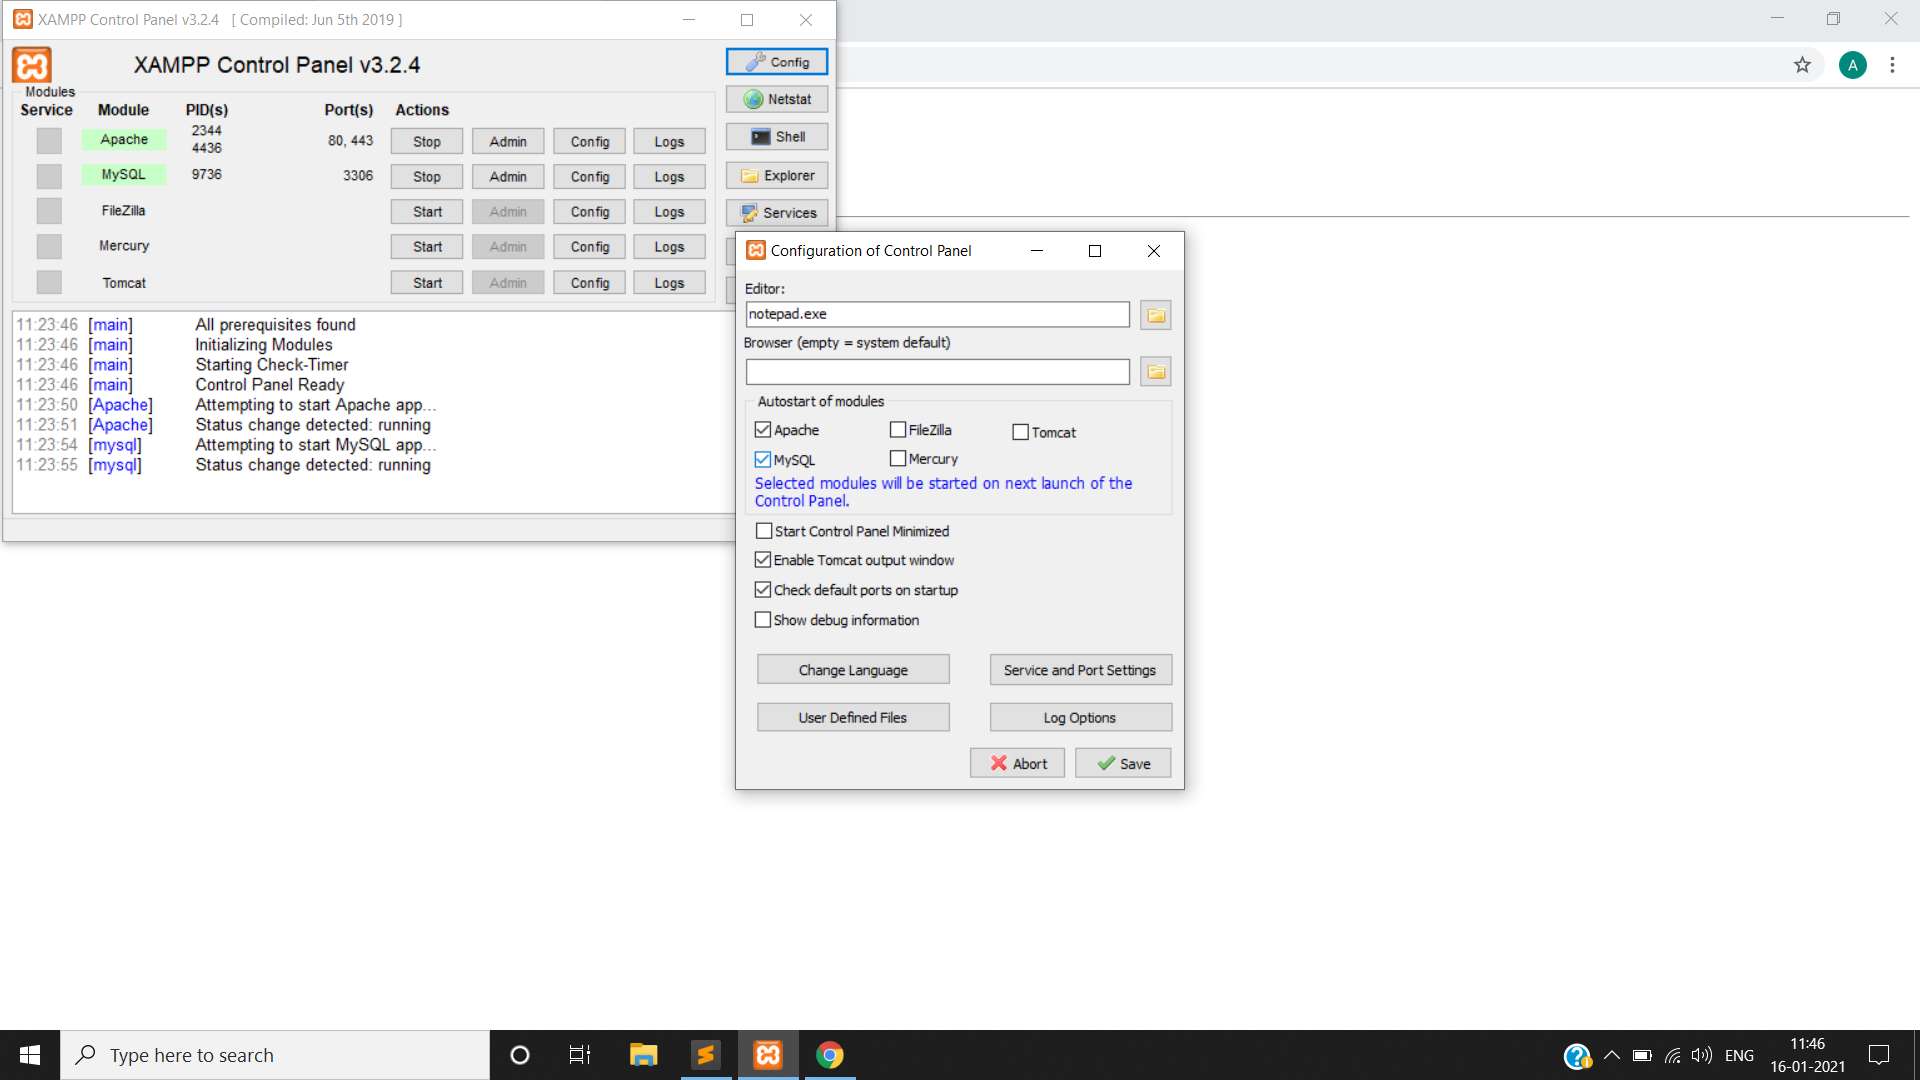 XAMPP Control Panel v3.2.4 [ Compiled: Jun 5th 2019 ]
XAMPP Control Panel v3.2.4
Config
Netstat
Shell
Explorer
Services
Modules
Service Module PID(s) Port(s) Actions
Apache 2344 4436 80, 443 Stop Admin Config Logs
MySQL 9736 3306 Stop Admin Config Logs
FileZilla Start Admin Config Logs
Mercury Start Admin Config Logs
Tomcat Start Admin Config Logs
11:23:46 [main] All prerequisites found
11:23:46 [main] Initializing Modules
11:23:46 [main] Starting Check-Timer
11:23:46 [main] Control Panel Ready
11:23:50 [Apache] Attempting to start Apache app...
11:23:51 [Apache] Status change detected: running
11:23:54 [mysql] Attempting to start MySQL app...
11:23:55 [mysql] Status change detected: running
A
Configuration of Control Panel
Editor:
notepad.exe
Browser (empty = system default)
Autostart of modules
Apache FileZilla Tomcat
MySQL Mercury
Selected modules will be started on next launch of the
Control Panel.
Start Control Panel Minimized
Enable Tomcat output window
Check default ports on startup
Show debug information
Change Language Service and Port Settings
User Defined Files Log Options
Abort Save
Type here to search
ENG
11:46
16-01-2021